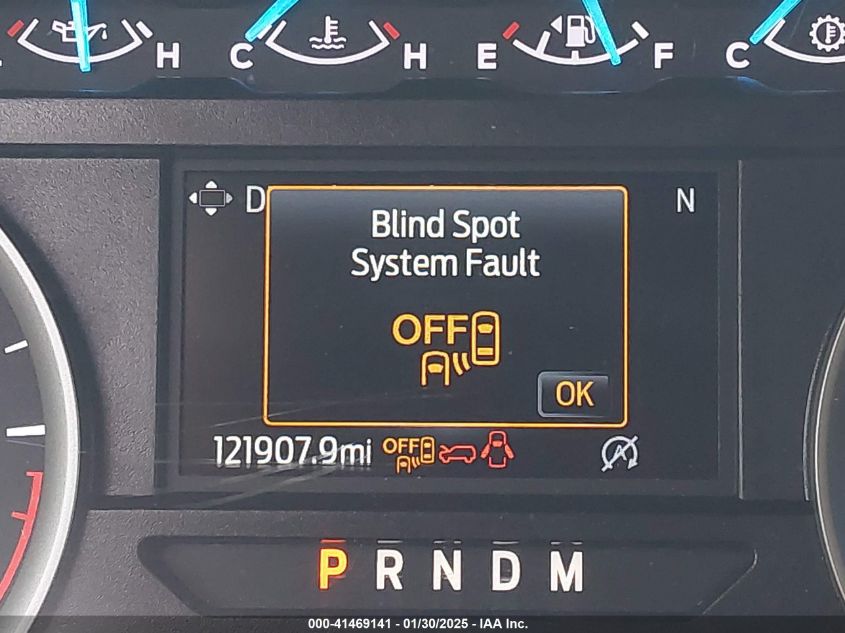 H C H E F C
D
N
Blind Spot
System Fault
OFF
OK
121907.9mi OFF A
P R N D M
000-41469141 - 01/30/2025 - IAA Inc.